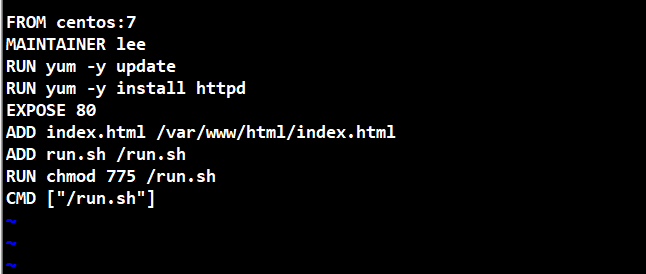 FROM centos:7
MAINTAINER lee
RUN yum -y update
RUN yum -y install httpd
EXPOSE 80
ADD index.html /var/www/html/index.html
ADD run.sh /run.sh
RUN chmod 775 /run.sh
CMD ["/run.sh"]
~
~
~